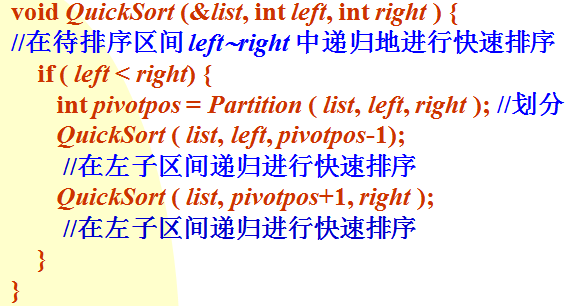 void QuickSort (&list, int left, int right ) {
//在待排序区间 left~right 中递归地进行快速排序
if ( left < right) {
int pivotpos = Partition ( list, left, right ); //划分
QuickSort ( list, left, pivotpos-1);
//在左子区间递归进行快速排序
QuickSort ( list, pivotpos+1, right );
//在左子区间递归进行快速排序
}
}